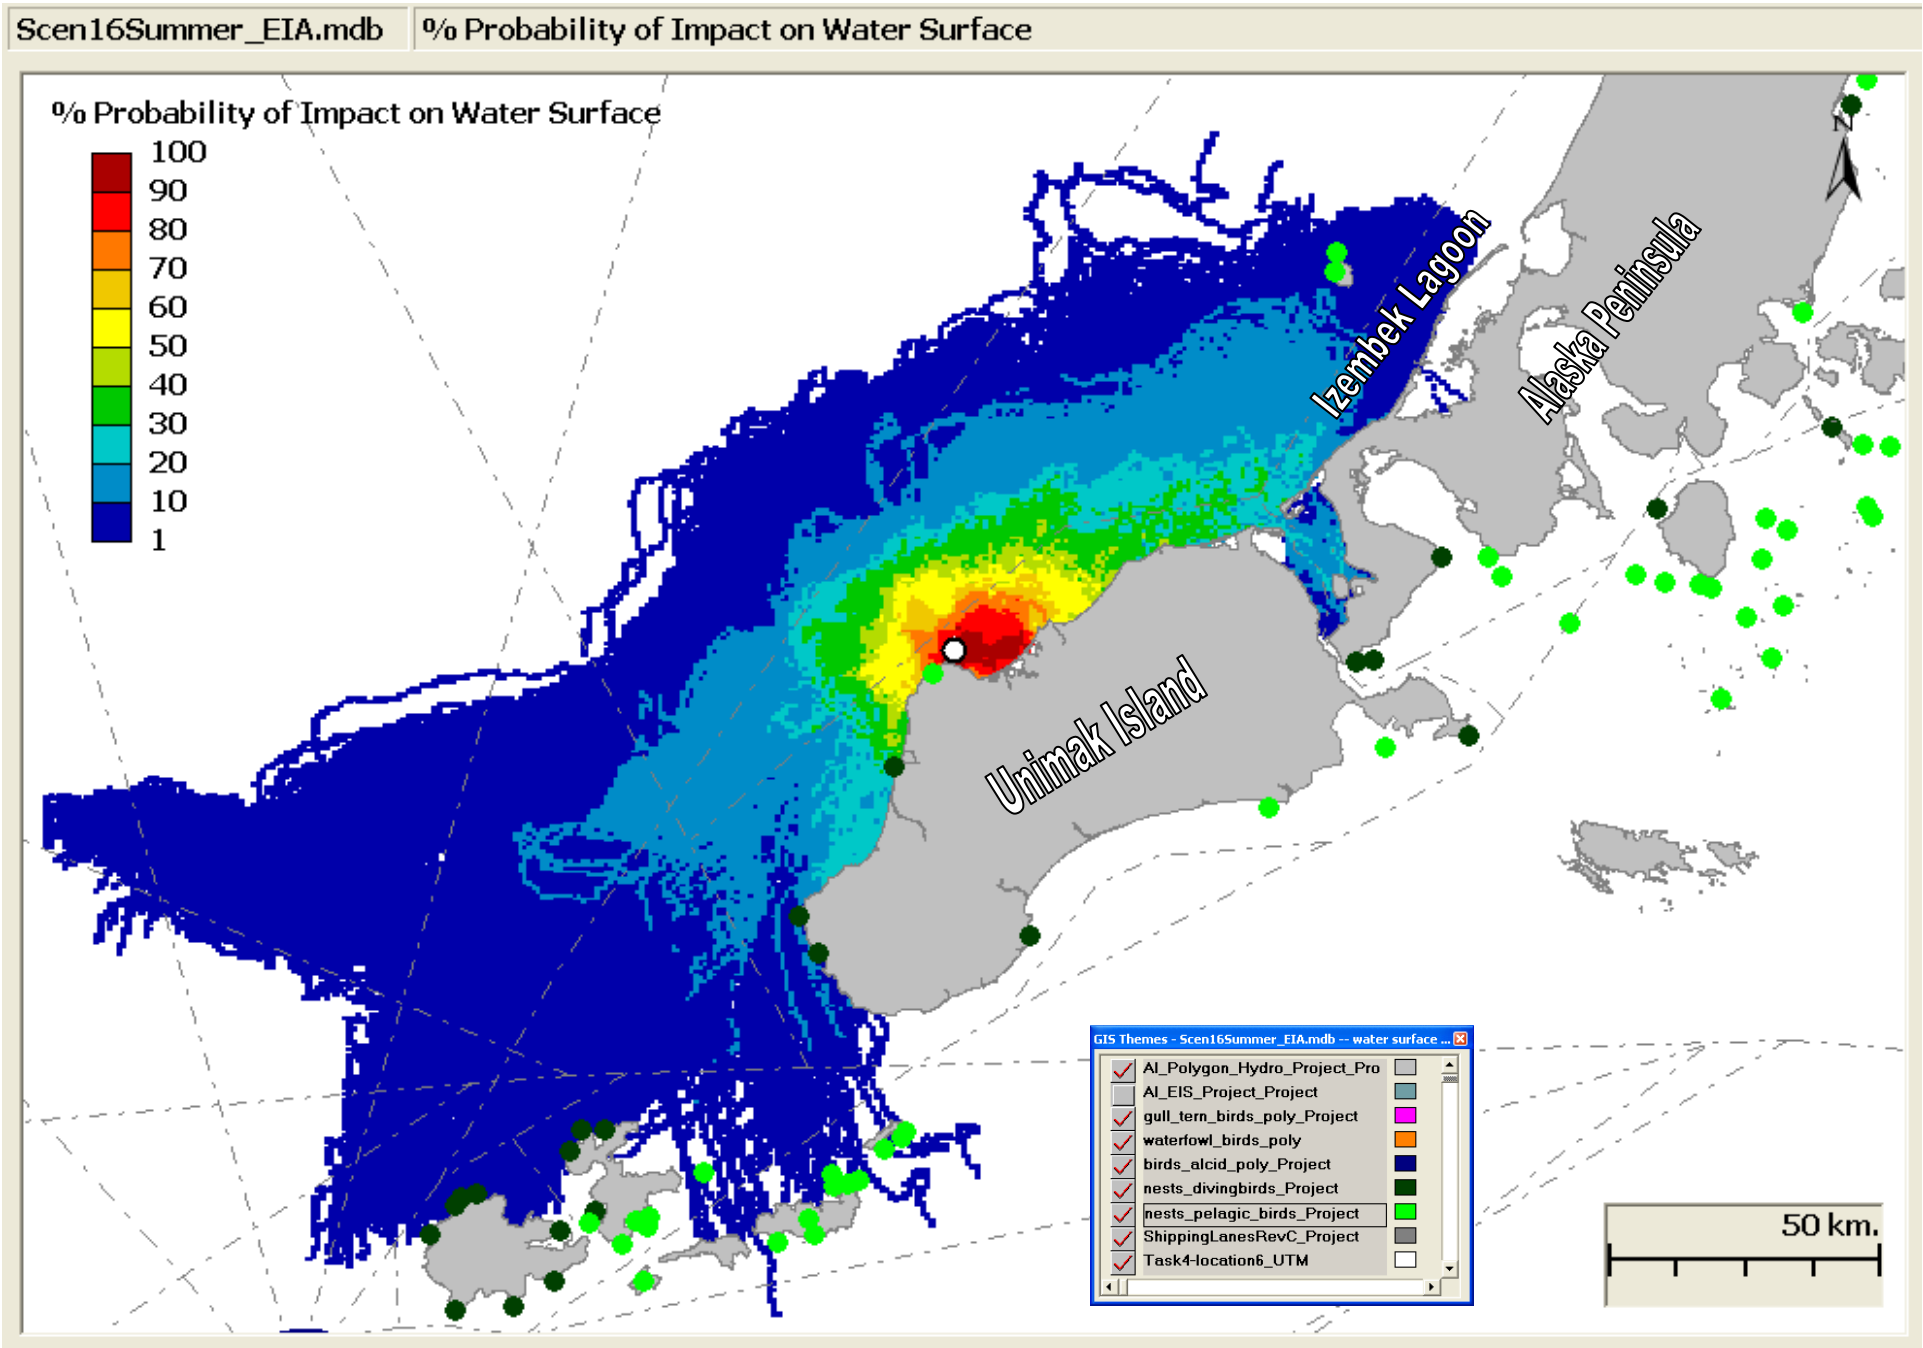 Scen16Summer_EIA.mdb
% Probability of Impact on Water Surface
% Probability of Impact on Water Surface
100
90
80
70
60
50
40
30
20
10
1
N
Izembek Lagoon
Alaska Peninsula
Unimak Island
GIS Themes - Scen16Summer_EIA.mdb -- water surface ...
AI_Polygon_Hydro_Project_Pro
AI_EIS_Project_Project
gull_tern_birds_poly_Project
waterfowl_birds_poly
birds_alcid_poly_Project
nests_divingbirds_Project
nests_pelagic_birds_Project
ShippingLanesRevC_Project
Task4-location6_UTM
50 km.